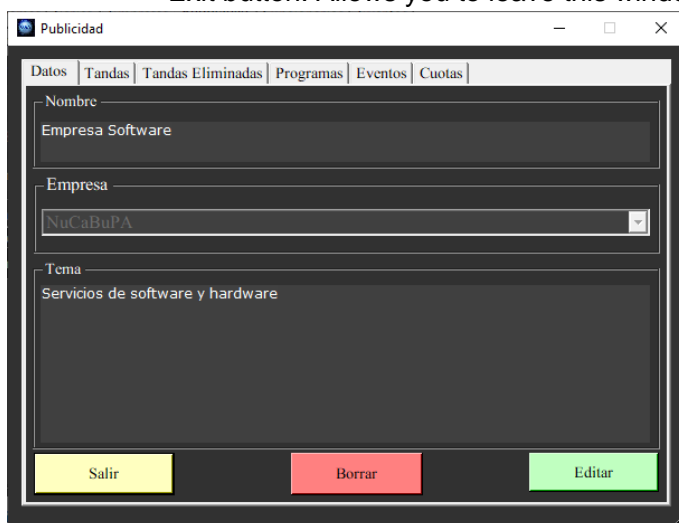 Exit button: Allows you to leave this
Publicidad
Datos Tandas Tandas Eliminadas Programas Eventos Cuotas
Nombre
Empresa Software
Empresa
NuCaBuPA
Tema
Servicios de software y hardware
Salir Borrar Editar